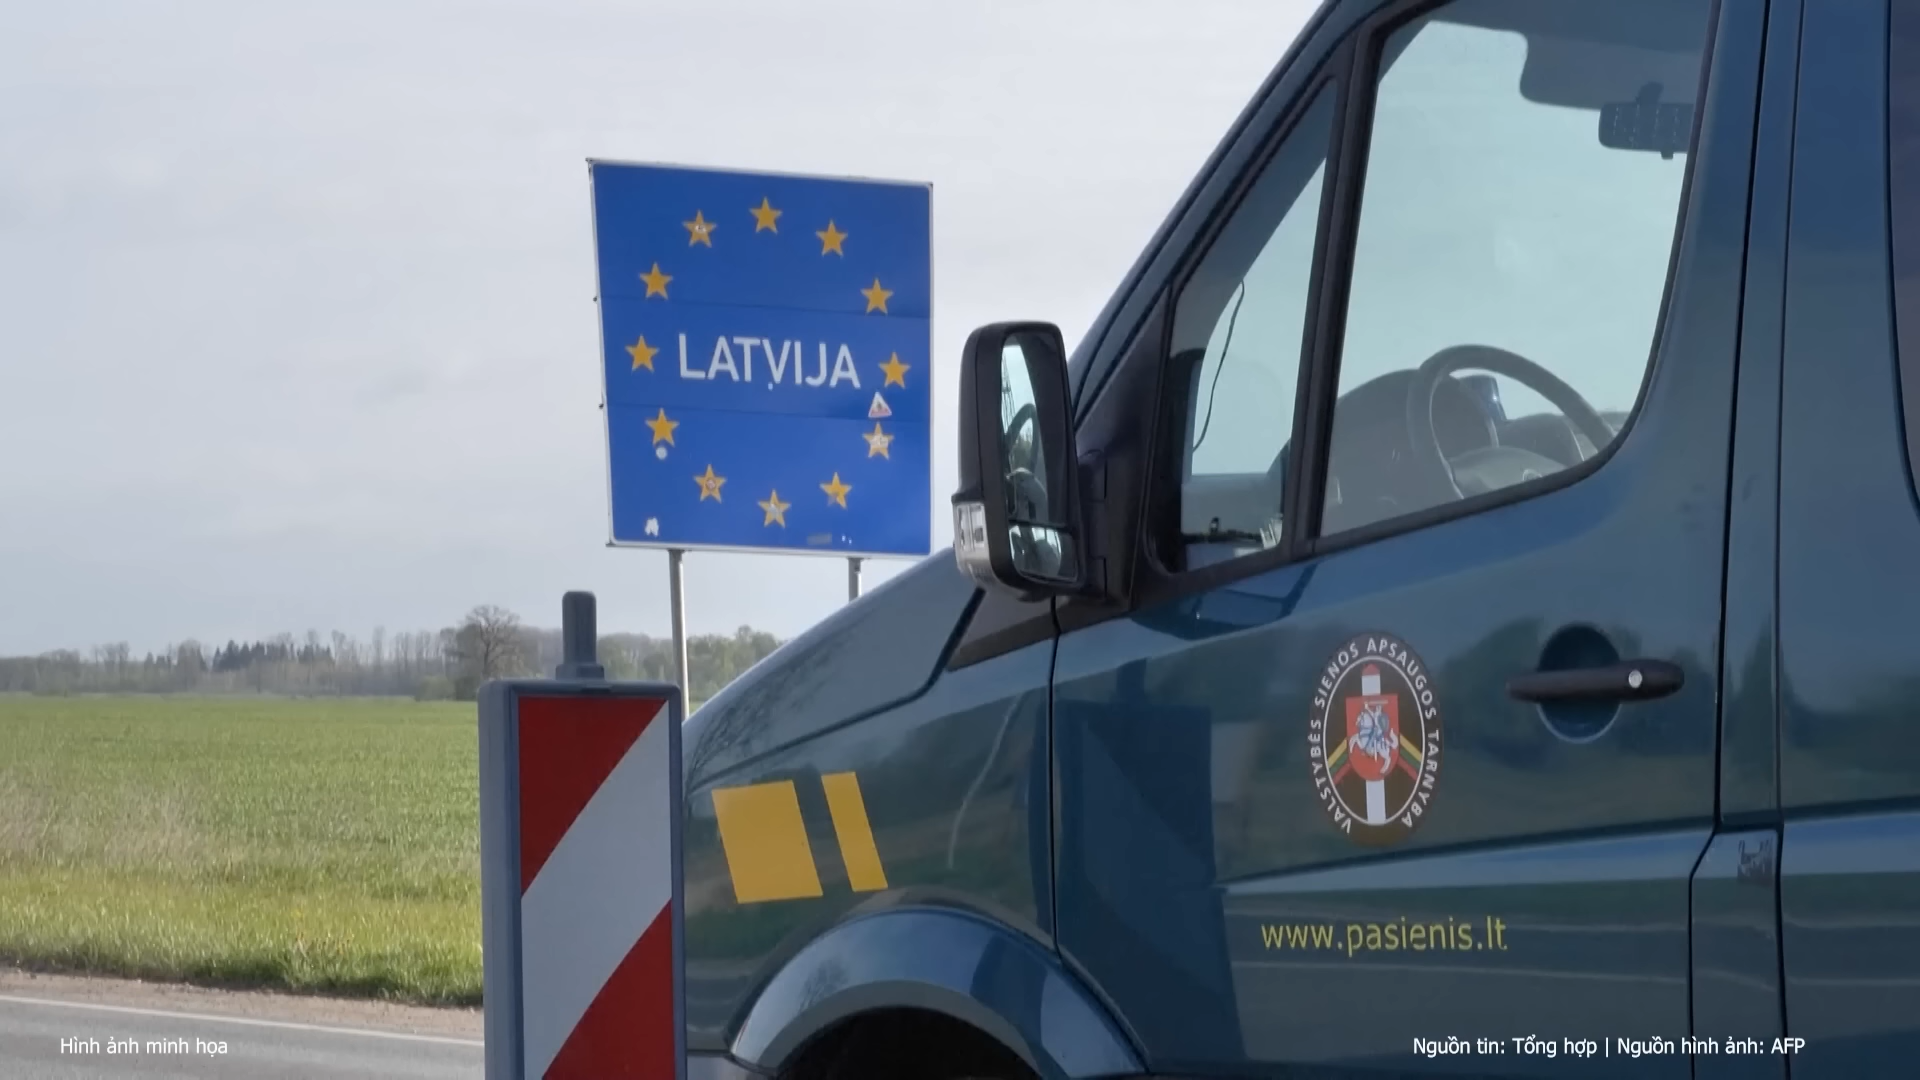 LATVIJA
VALSTYBĖS SIENOS APSAUGOS TARNYBA
www.pasienis.lt
Hình ảnh minh họa
Nguồn tin: Tổng hợp | Nguồn hình ảnh: AFP